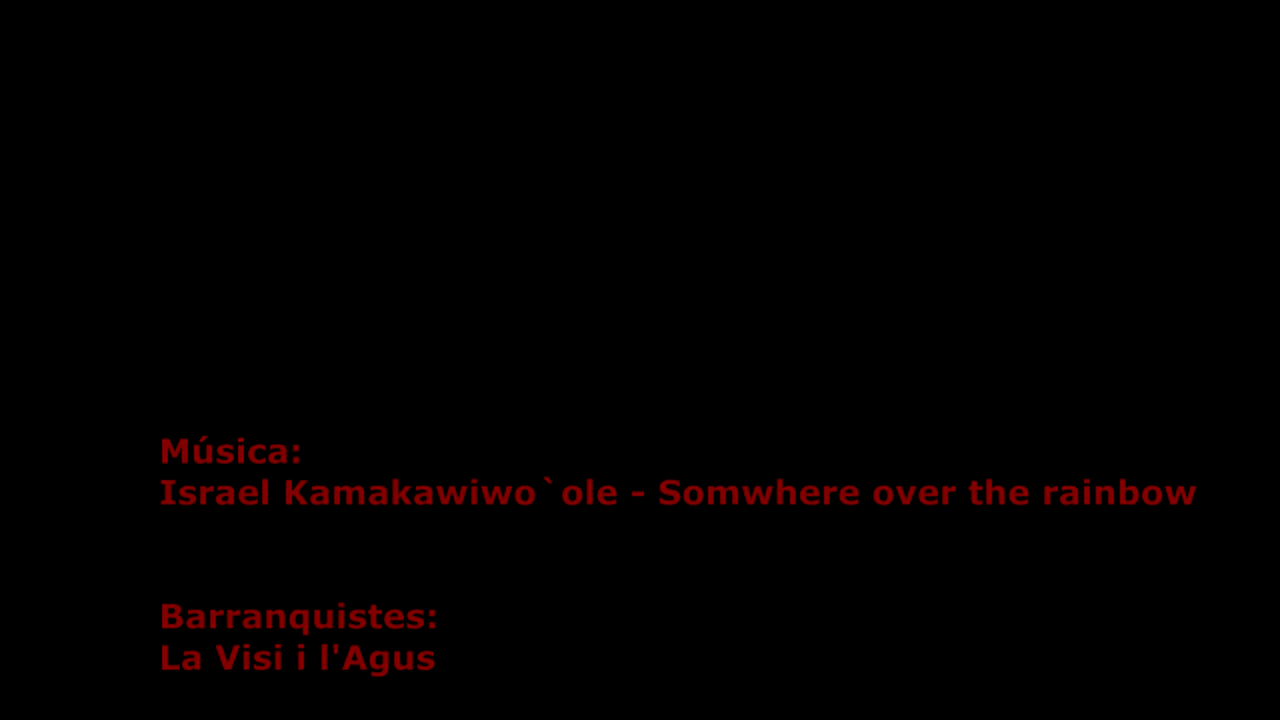 Música:
Israel Kamakawiwo`ole - Somwhere over the rainbow
Barranquistes:
La Visi i l'Agus